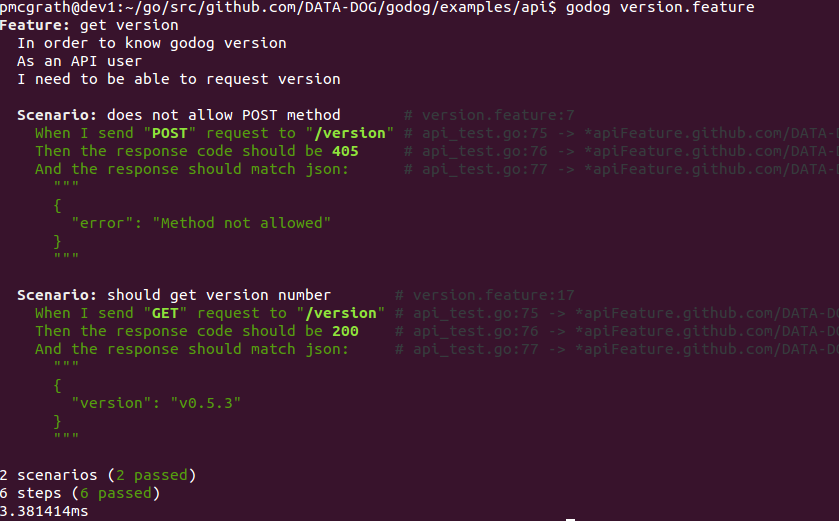 pmcgrath@dev1:~/go/src/github.com/DATA-DOG/godog/examples/api$ godog version.feature
Feature: get version
  In order to know godog version
  As an API user
  I need to be able to request version

  Scenario: does not allow POST method       # version.feature:7
    When I send "POST" request to "/version" # api_test.go:75 -> *apiFeature.github.com/DATA-D
    Then the response code should be 405     # api_test.go:76 -> *apiFeature.github.com/DATA-D
    And the response should match json:      # api_test.go:77 -> *apiFeature.github.com/DATA-D
      """
      {
        "error": "Method not allowed"
      }
      """

  Scenario: should get version number       # version.feature:17
    When I send "GET" request to "/version" # api_test.go:75 -> *apiFeature.github.com/DATA-DO
    Then the response code should be 200    # api_test.go:76 -> *apiFeature.github.com/DATA-DO
    And the response should match json:     # api_test.go:77 -> *apiFeature.github.com/DATA-DO
      """
      {
        "version": "v0.5.3"
      }
      """

2 scenarios (2 passed)
6 steps (6 passed)
3.381414ms